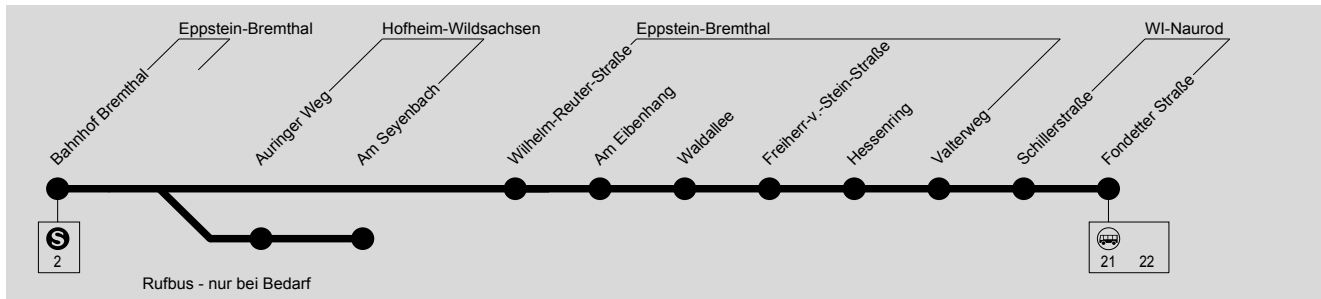 Eppstein-Bremthal
Hofheim-Wildsachsen
Eppstein-Bremthal
WI-Naurod
Bahnhof Bremthal
Auringer Weg
Am Seyenbach
Wilhelm-Reuter-Straße
Am Eibenhang
Waldallee
Freiherr-v.-Stein-Straße
Hessenring
Valterweg
Schillerstraße
Fondetter Straße
S
2
21 22
Rufbus - nur bei Bedarf